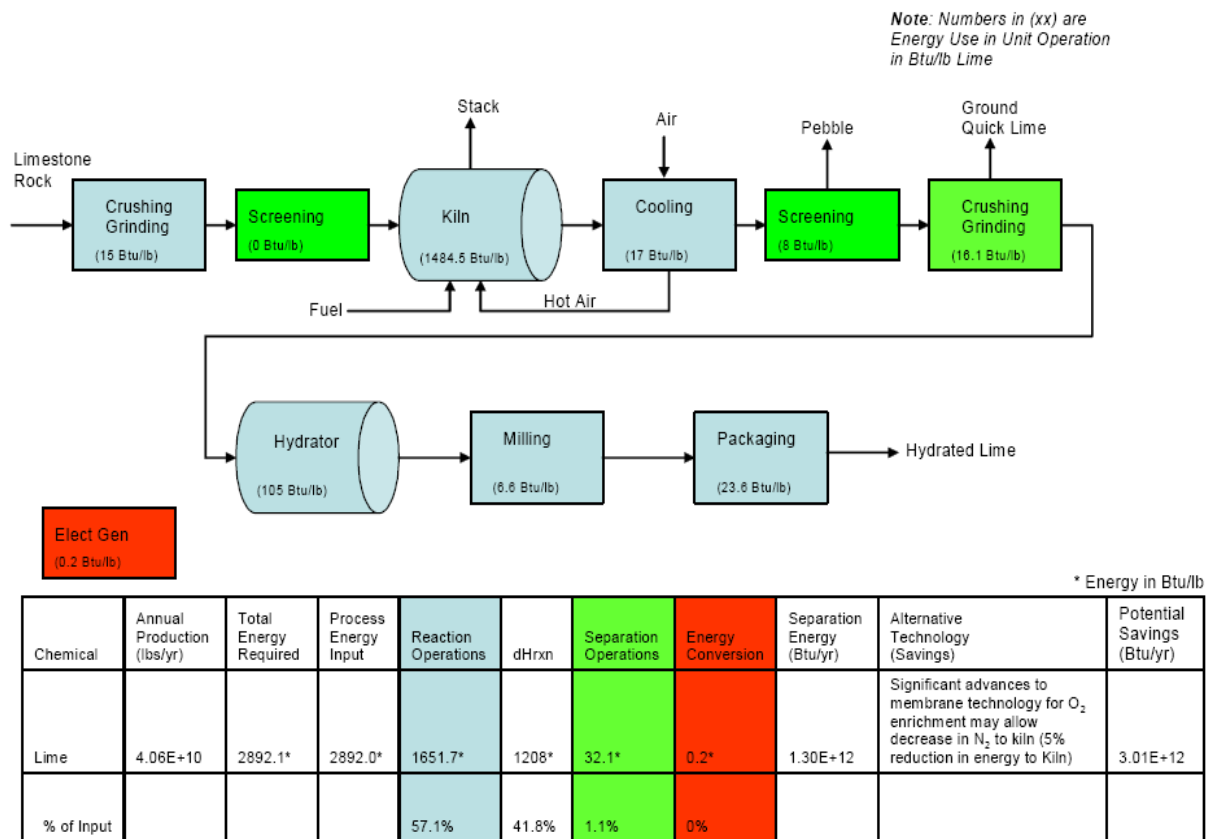 Note: Numbers in (xx) are
Energy Use in Unit Operation
in Btu/lb Lime
Stack
Air
Pebble
Ground
Quick Lime
Limestone
Rock
Crushing
Grinding
(15 Btu/lb)
Screening
(0 Btu/lb)
Kiln
(1484.5 Btu/lb)
Cooling
(17 Btu/lb)
Screening
(8 Btu/lb)
Crushing
Grinding
(16.1 Btu/lb)
Fuel
Hot Air
Hydrator
(105 Btu/lb)
Milling
(6.6 Btu/lb)
Packaging
(23.6 Btu/lb)
Hydrated Lime
Elect Gen
(0.2 Btu/lb)
* Energy in Btu/lb
Chemical
Annual
Production
(lbs/yr)
Total
Energy
Required
Process
Energy
Input
Reaction
Operations
dHrxn
Separation
Operations
Energy
Conversion
Separation
Energy
(Btu/yr)
Alternative
Technology
(Savings)
Potential
Savings
(Btu/yr)
Lime
4.06E+10
2892.1*
2892.0*
1651.7*
1208*
32.1*
0.2*
1.30E+12
Significant advances to
membrane technology for O₂
enrichment may allow
decrease in N₂ to kiln (5%
reduction in energy to Kiln)
3.01E+12
% of Input
57.1%
41.8%
1.1%
0%